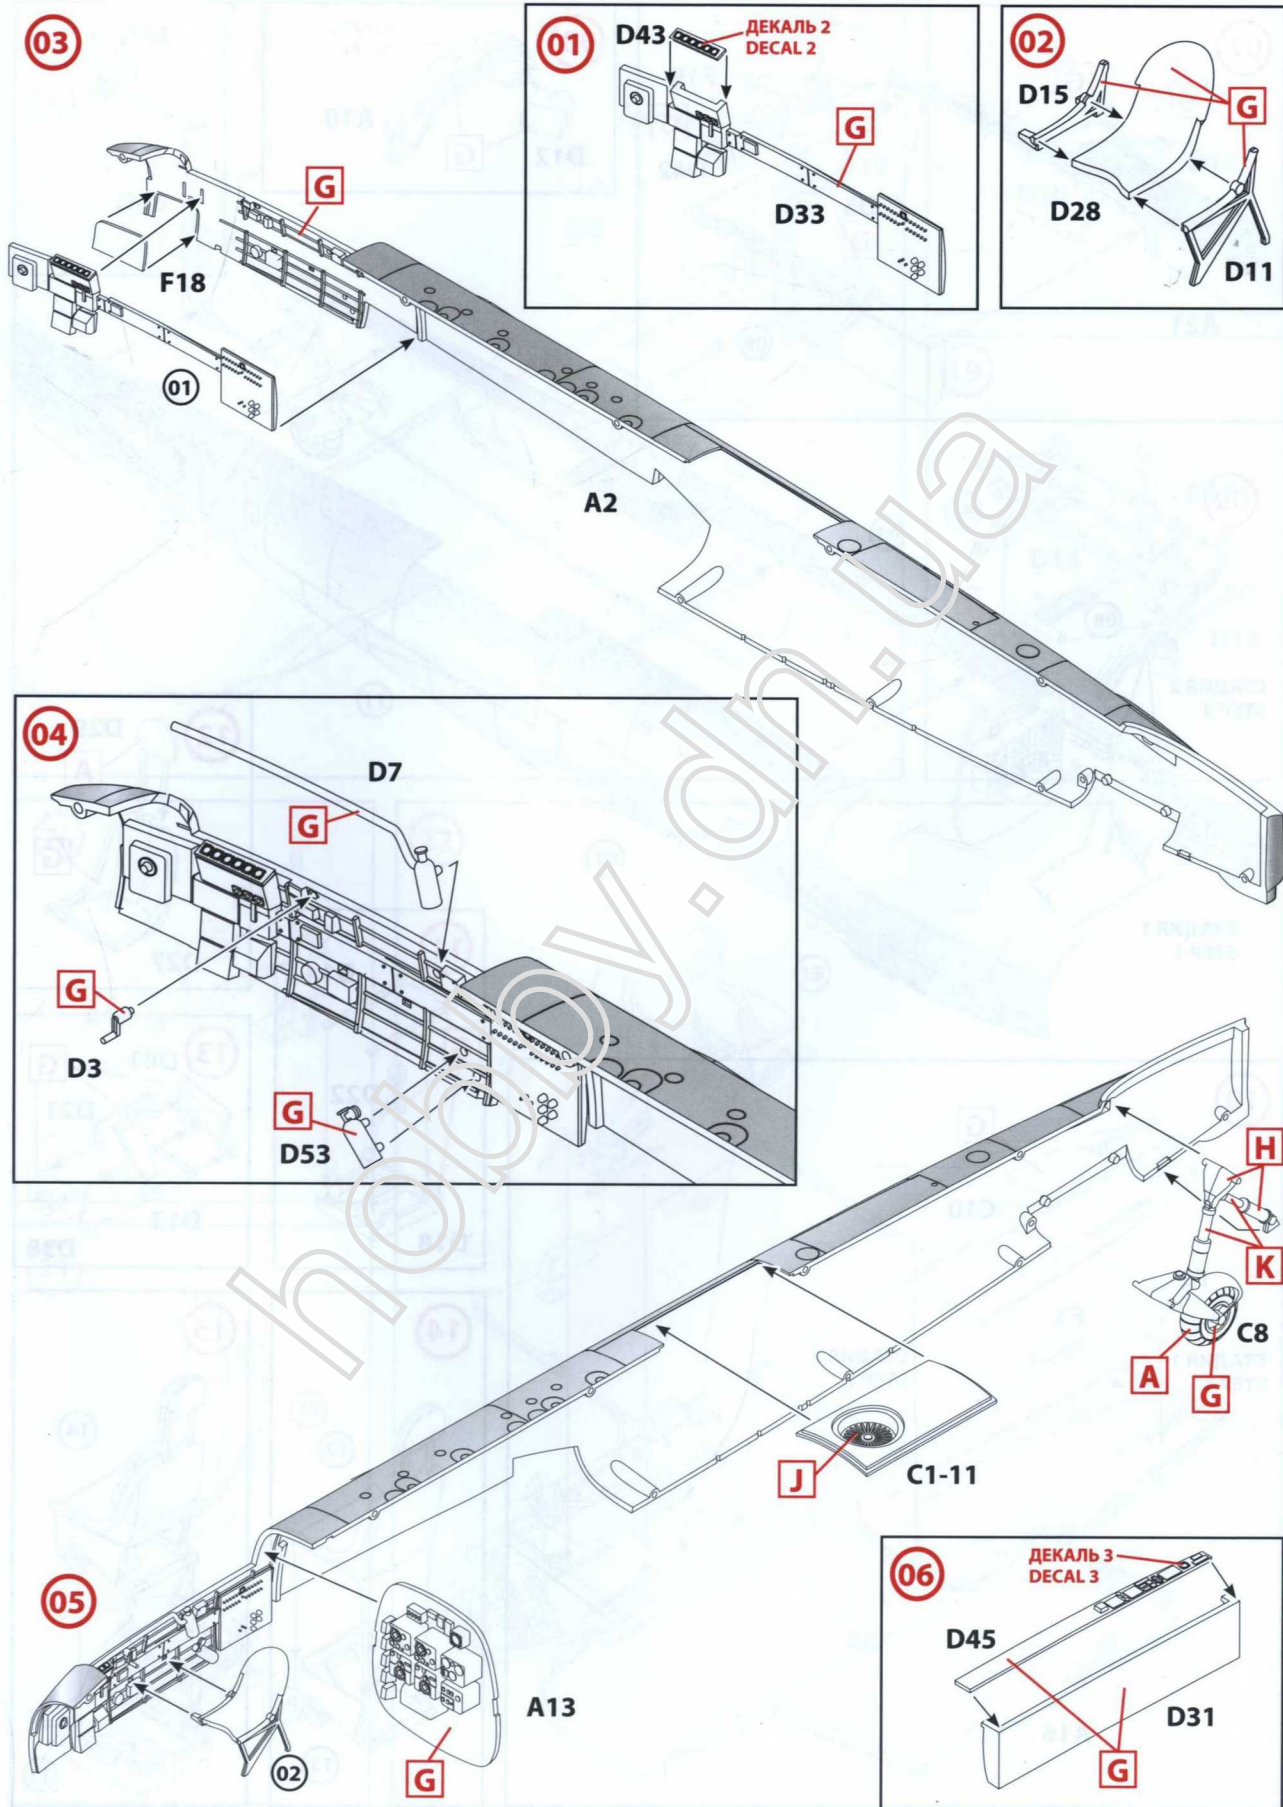 03
G
F18
01
A2
01
D43
ДЕКАЛЬ 2
DECAL 2
G
D33
02
D15
G
D28
D11
04
D7
G
G
D3
G
D53
H
K
C8
A
G
J
C1-11
05
02
A13
G
06
ДЕКАЛЬ 3
DECAL 3
D45
D31
G
hobby.dn.ua